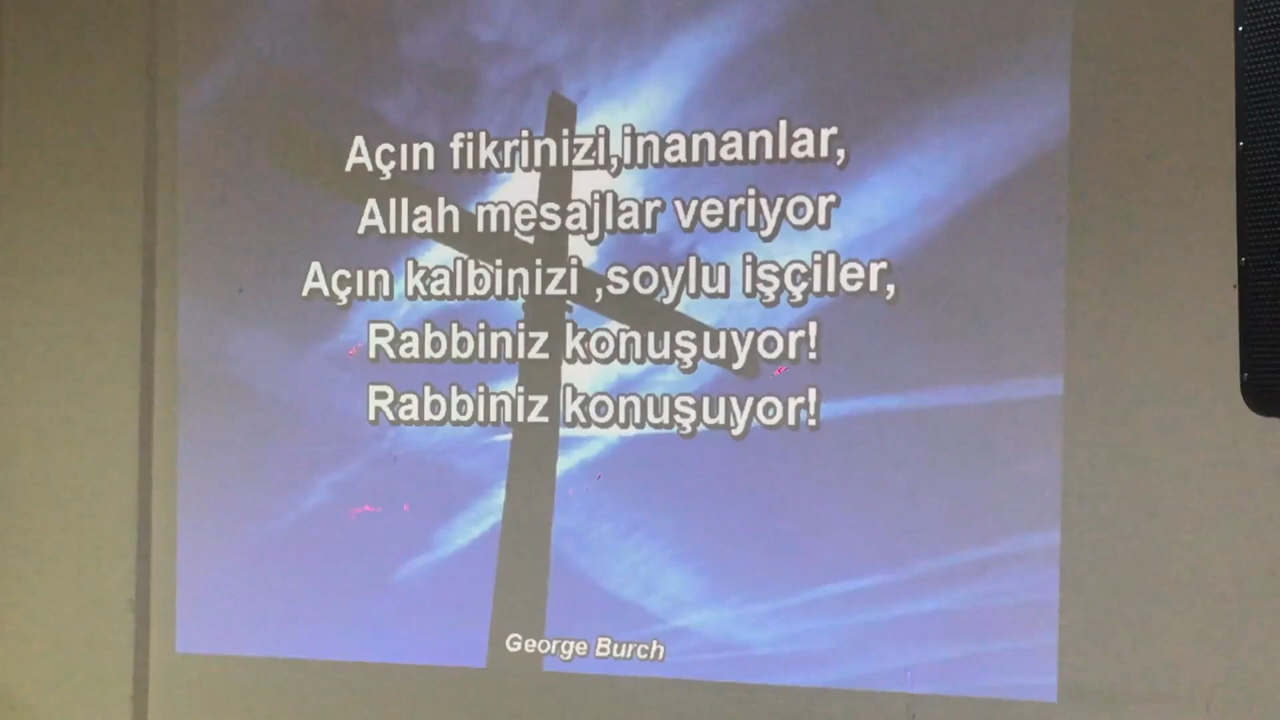 Açın fikrinizi,inananlar,
Allah mesajlar veriyor
Açın kalbinizi ,soylu işçiler,
Rabbiniz konuşuyor!
Rabbiniz konuşuyor!
George Burch